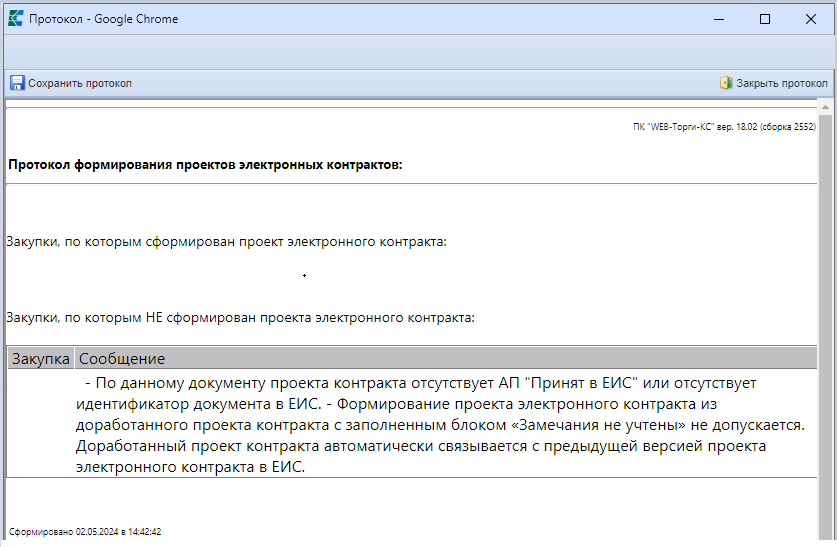 Протокол - Google Chrome
Сохранить протокол
Закрыть протокол
ПК "WEB-Торги-КС" вер. 18.02 (сборка 2552)
Протокол формирования проектов электронных контрактов:
Закупки, по которым сформирован проект электронного контракта:
Закупки, по которым НЕ сформирован проекта электронного контракта:
Закупка Сообщение
- По данному документу проекта контракта отсутствует АП "Принят в ЕИС" или отсутствует
идентификатор документа в ЕИС. - Формирование проекта электронного контракта из
доработанного проекта контракта с заполненным блоком «Замечания не учтены» не допускается.
Доработанный проект контракта автоматически связывается с предыдущей версией проекта
электронного контракта в ЕИС.
Сформировано 02.05.2024 в 14:42:42